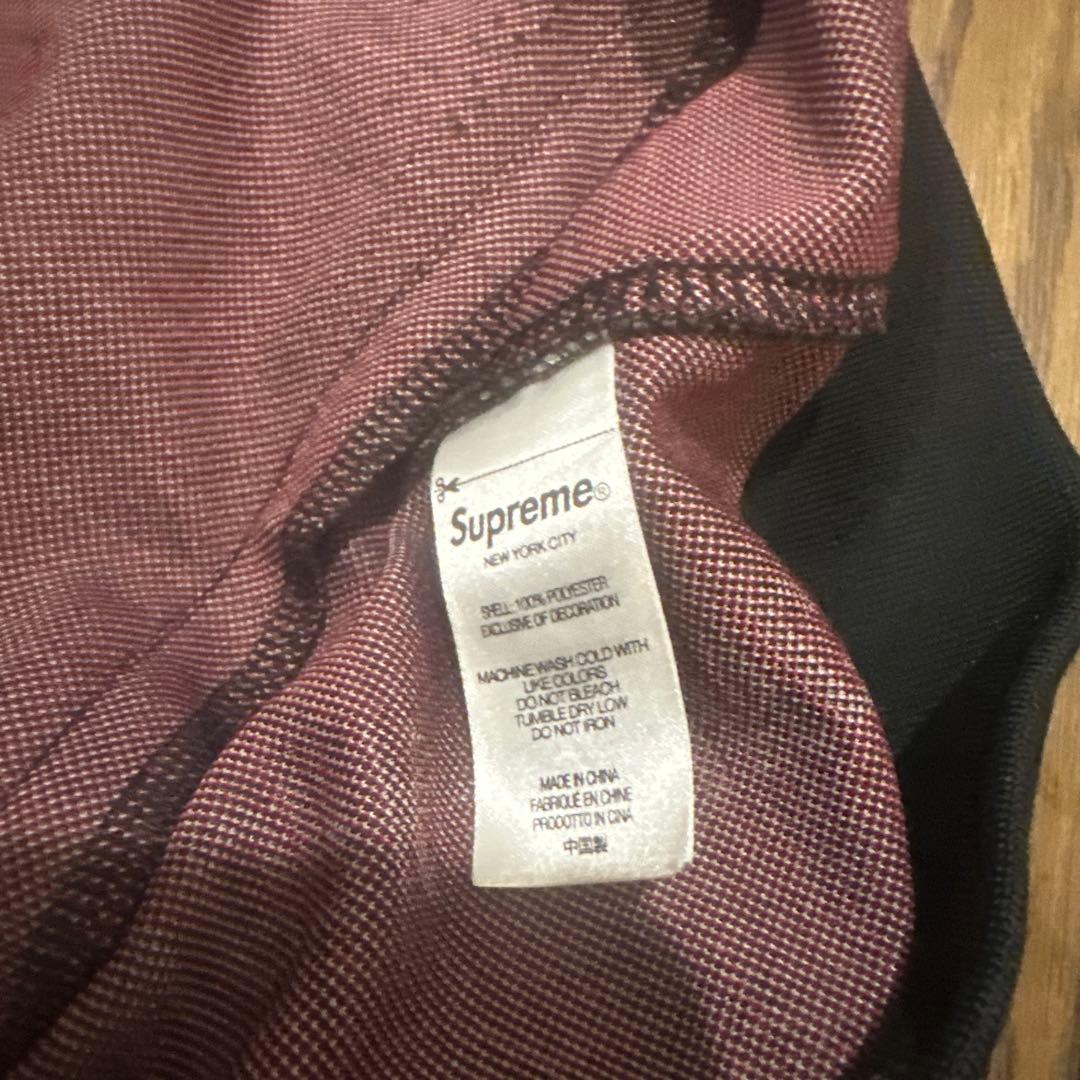 Supreme®
NEW YORK CITY
SHELL: 100% POLYESTER
EXCLUSIVE OF DECORATION
MACHINE WASH COLD WITH
LIKE COLORS
DO NOT BLEACH
TUMBLE DRY LOW
DO NOT IRON
MADE IN CHINA
FABRIQUÉ EN CHINE
PRODOTTO IN CINA
中国製